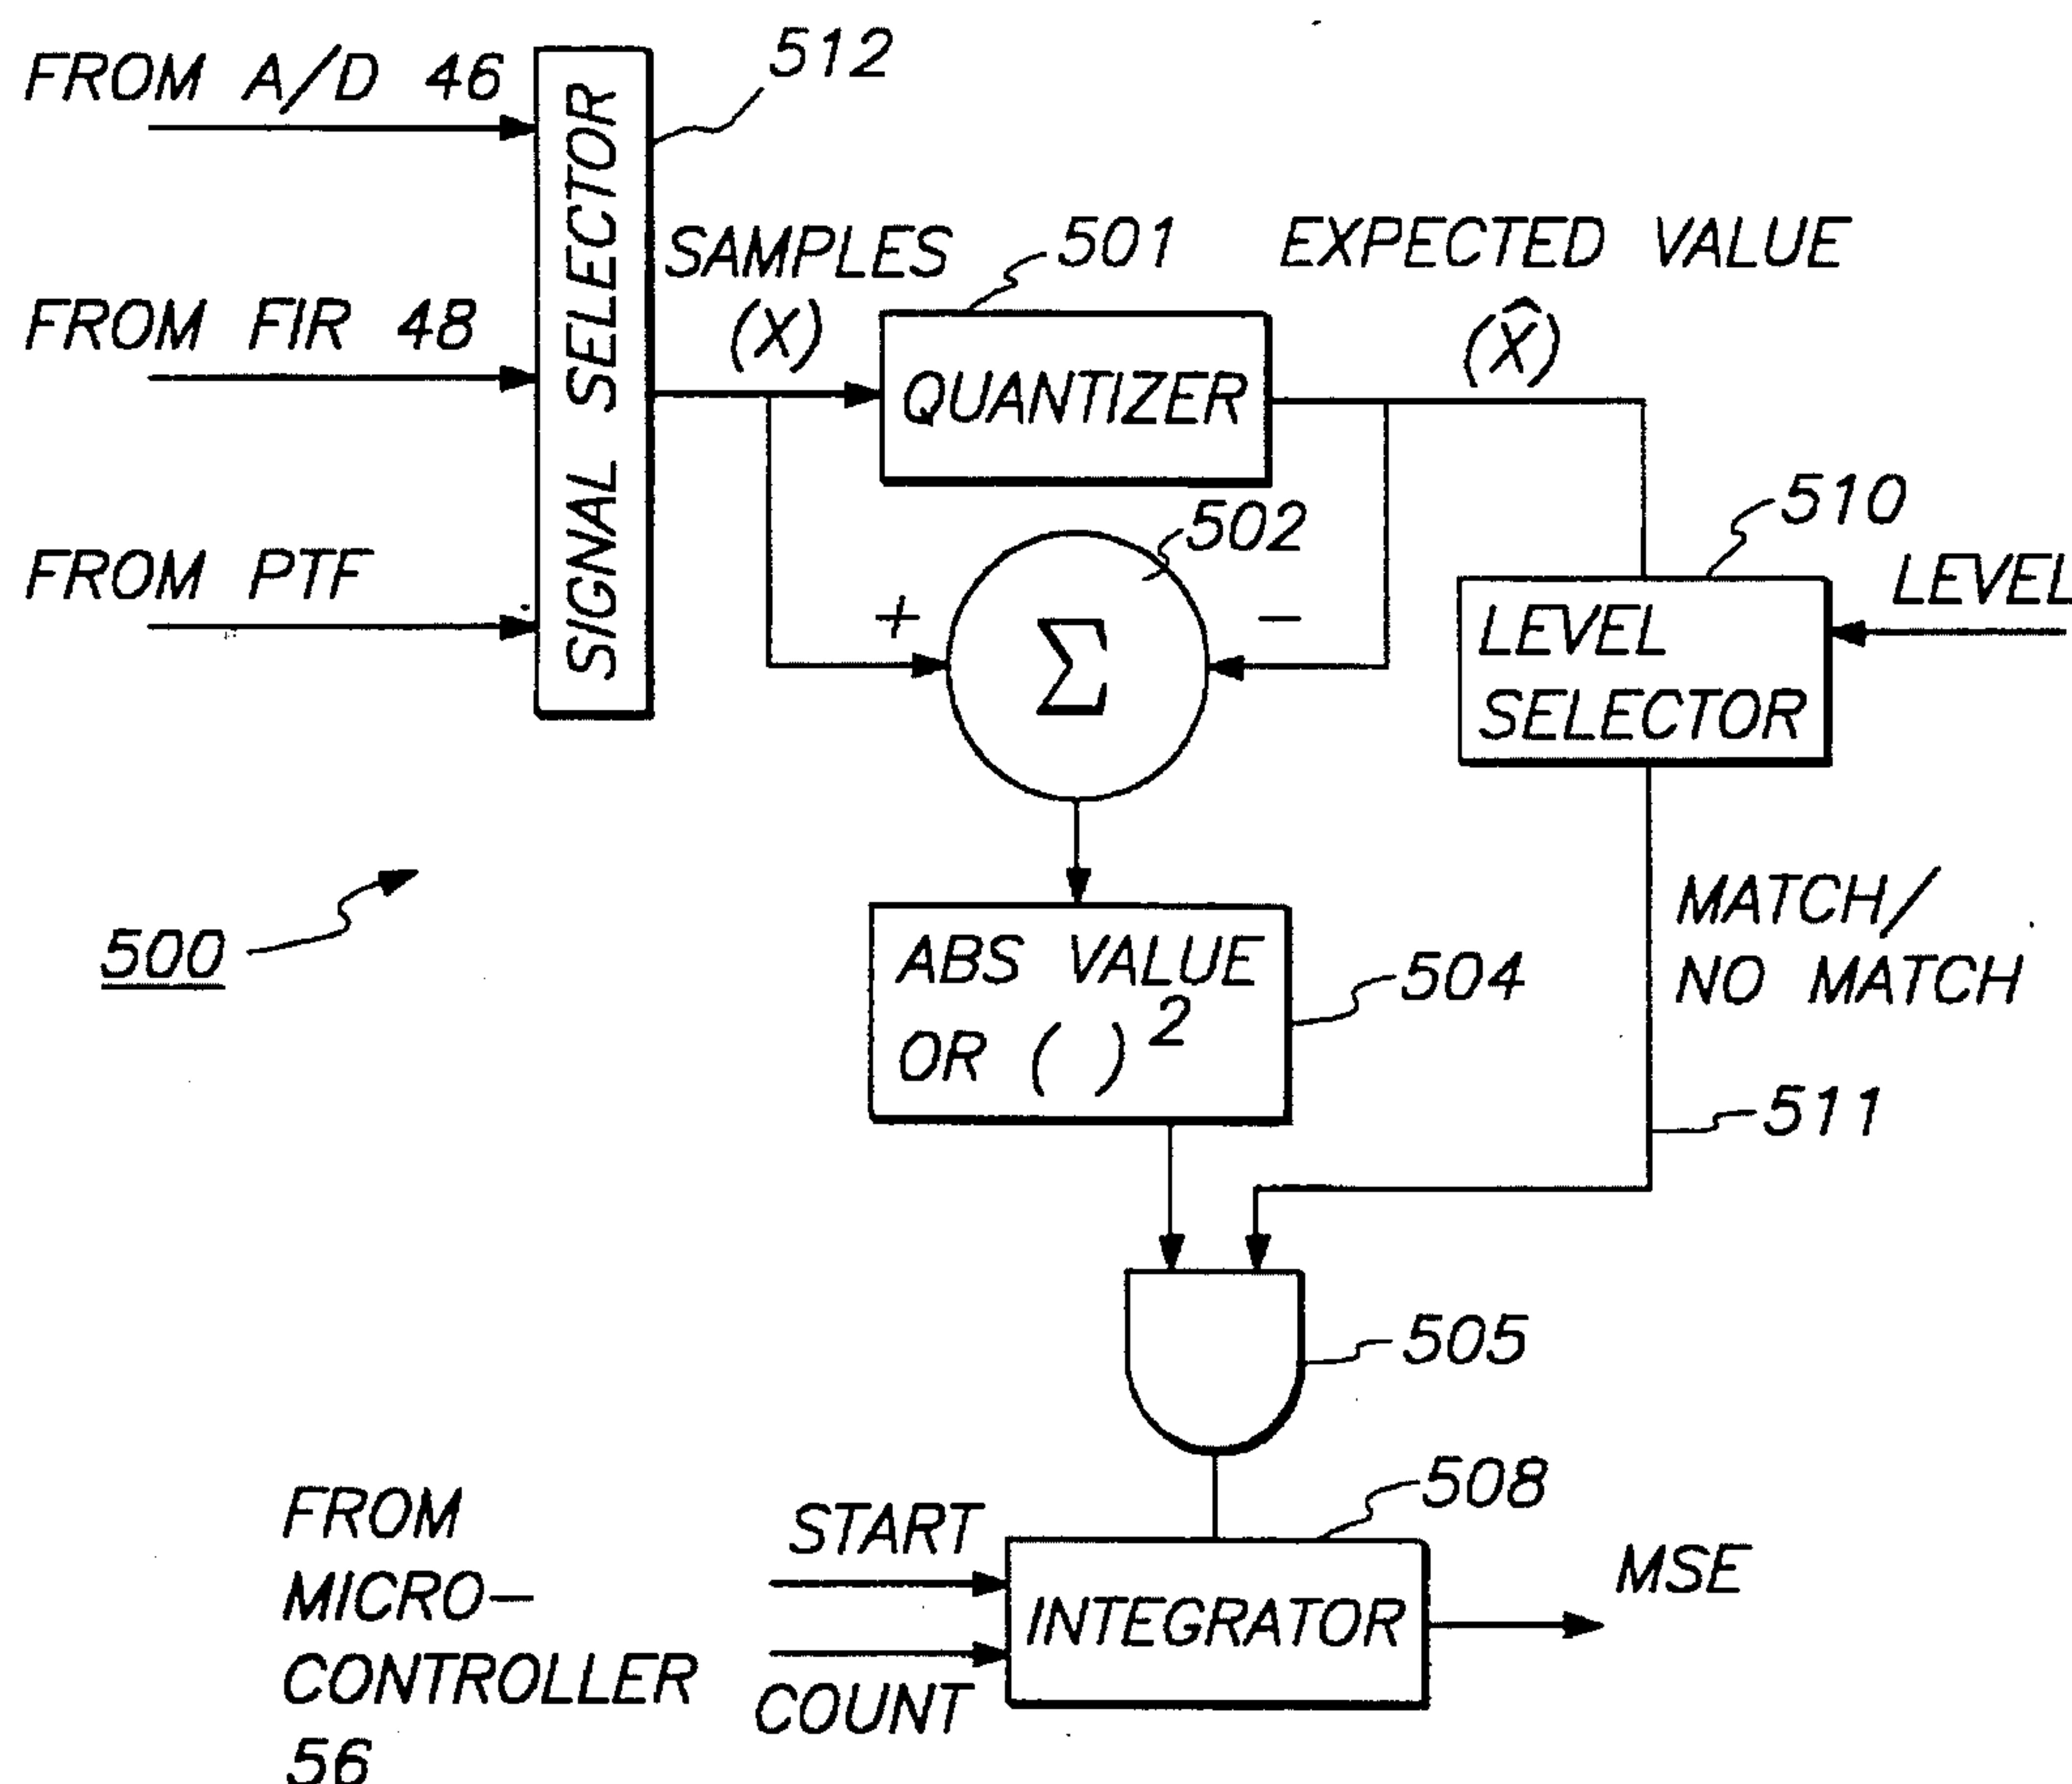 FROM A/D 46
512
SIGNAL SELECTOR
FROM FIR 48
FROM PTF
SAMPLES
(X)
501
QUANTIZER
EXPECTED VALUE
(X̂)
502
+
−
Σ
510
LEVEL
LEVEL
SELECTOR
500
ABS VALUE
OR ( )²
504
MATCH/
NO MATCH
511
505
508
FROM
MICRO-
CONTROLLER
56
START
COUNT
INTEGRATOR
MSE